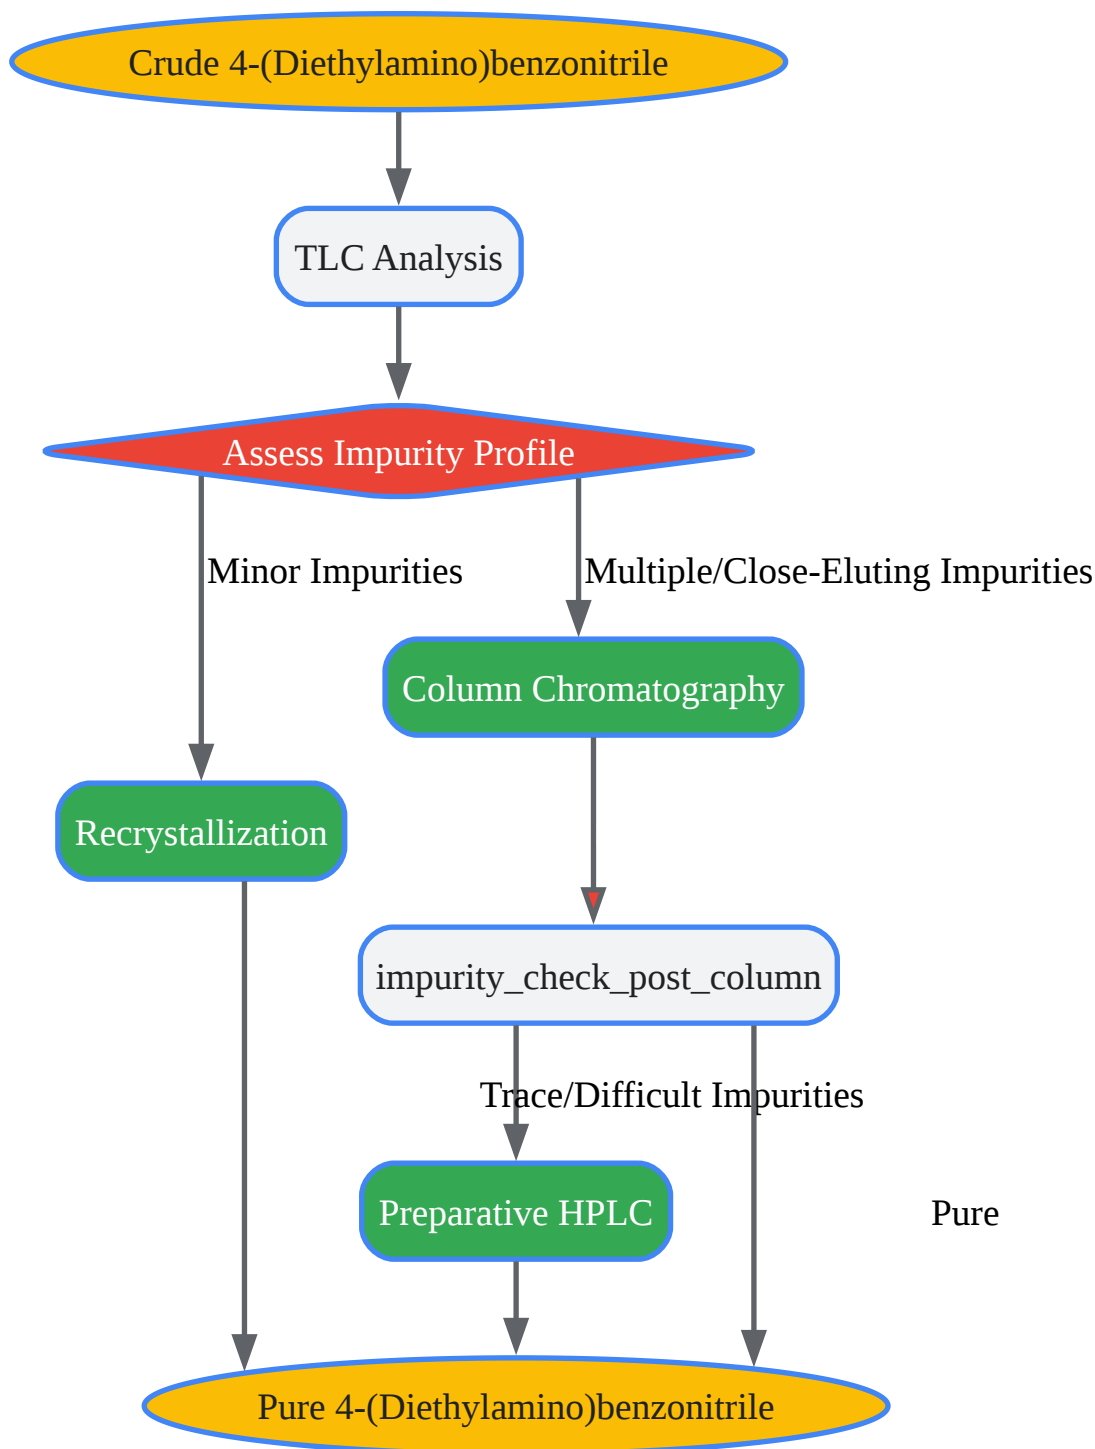 Crude 4-(Diethylamino)benzonitrile
TLC Analysis
Assess Impurity Profile
Minor Impurities
Multiple/Close-Eluting Impurities
Column Chromatography
Recrystallization
impurity_check_post_column
Trace/Difficult Impurities
Preparative HPLC
Pure
Pure 4-(Diethylamino)benzonitrile